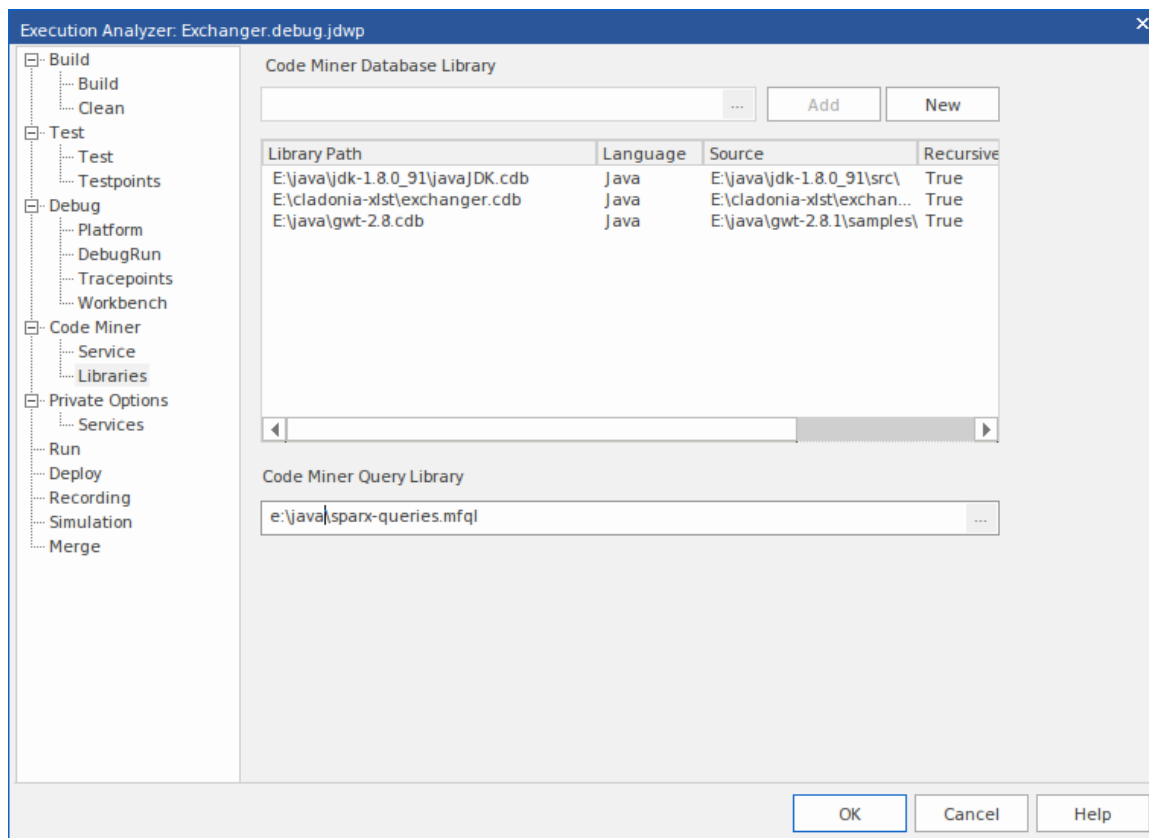 Execution Analyzer: Exchanger.debug.jdwp
Build
Build
Clean
Test
Test
Testpoints
Debug
Platform
DebugRun
Tracepoints
Workbench
Code Miner
Service
Libraries
Private Options
Services
Run
Deploy
Recording
Simulation
Merge
Code Miner Database Library
... Add New
Library Path Language Source Recursive
E:\java\jdk-1.8.0_91\javaJDK.cdb Java E:\java\jdk-1.8.0_91\src\ True
E:\cladonia-xlst\exchanger.cdb Java E:\cladonia-xlst\exchan... True
E:\java\gwt-2.8.cdb Java E:\java\gwt-2.8.1\samples\ True
Code Miner Query Library
e:\java\sparx-queries.mfql ...
OK Cancel Help